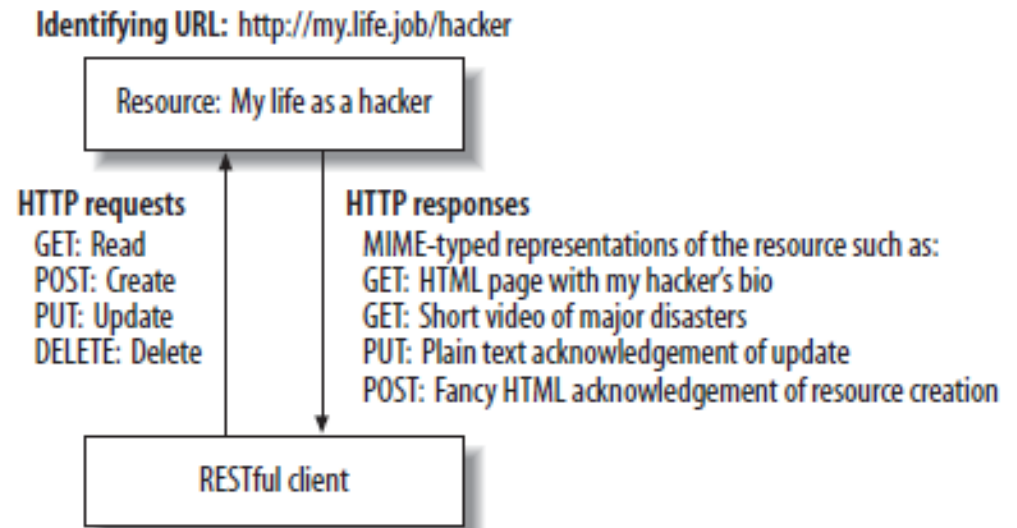 Identifying URL: http://my.life.job/hacker
Resource: My life as a hacker
HTTP requests
GET: Read
POST: Create
PUT: Update
DELETE: Delete
HTTP responses
MIME-typed representations of the resource such as:
GET: HTML page with my hacker's bio
GET: Short video of major disasters
PUT: Plain text acknowledgement of update
POST: Fancy HTML acknowledgement of resource creation
RESTful client